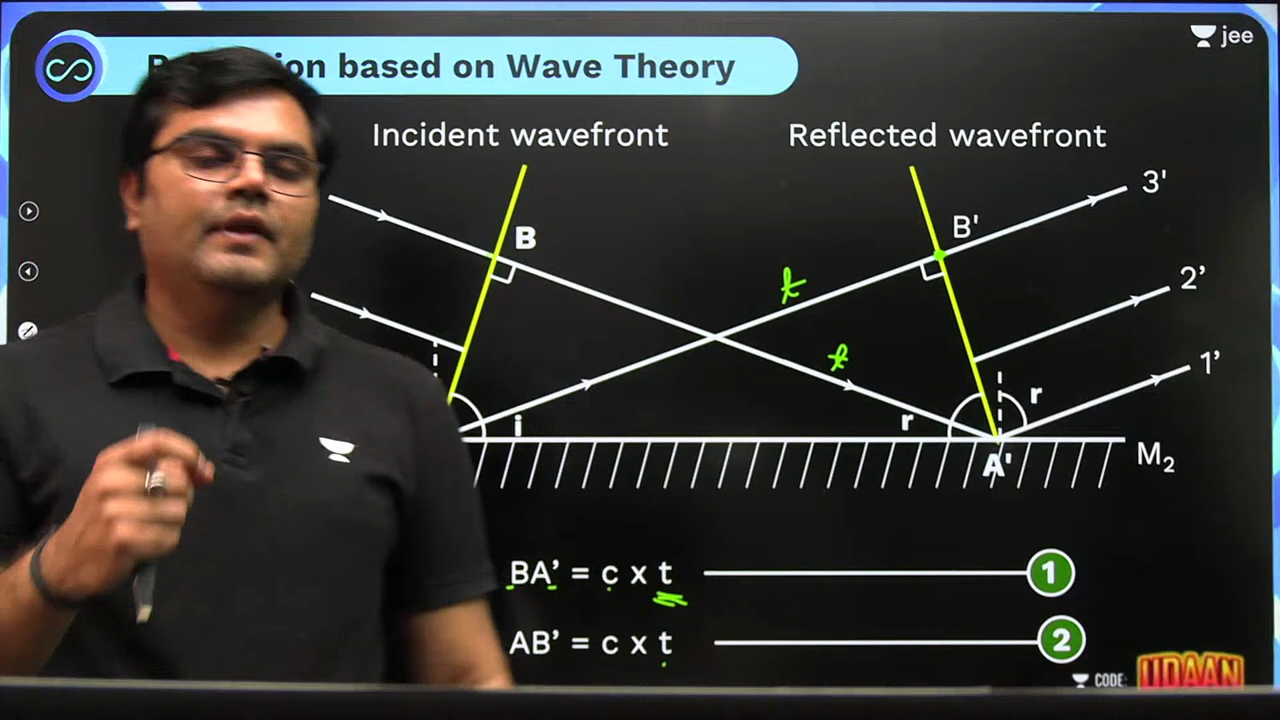 based on Wave Theory
jee
Incident wavefront
Reflected wavefront
3'
B
B'
t
2'
t
1'
r
i
r
A'
M₂
BA' = c x t
1
AB' = c x t
2
CODE:
UDAAN